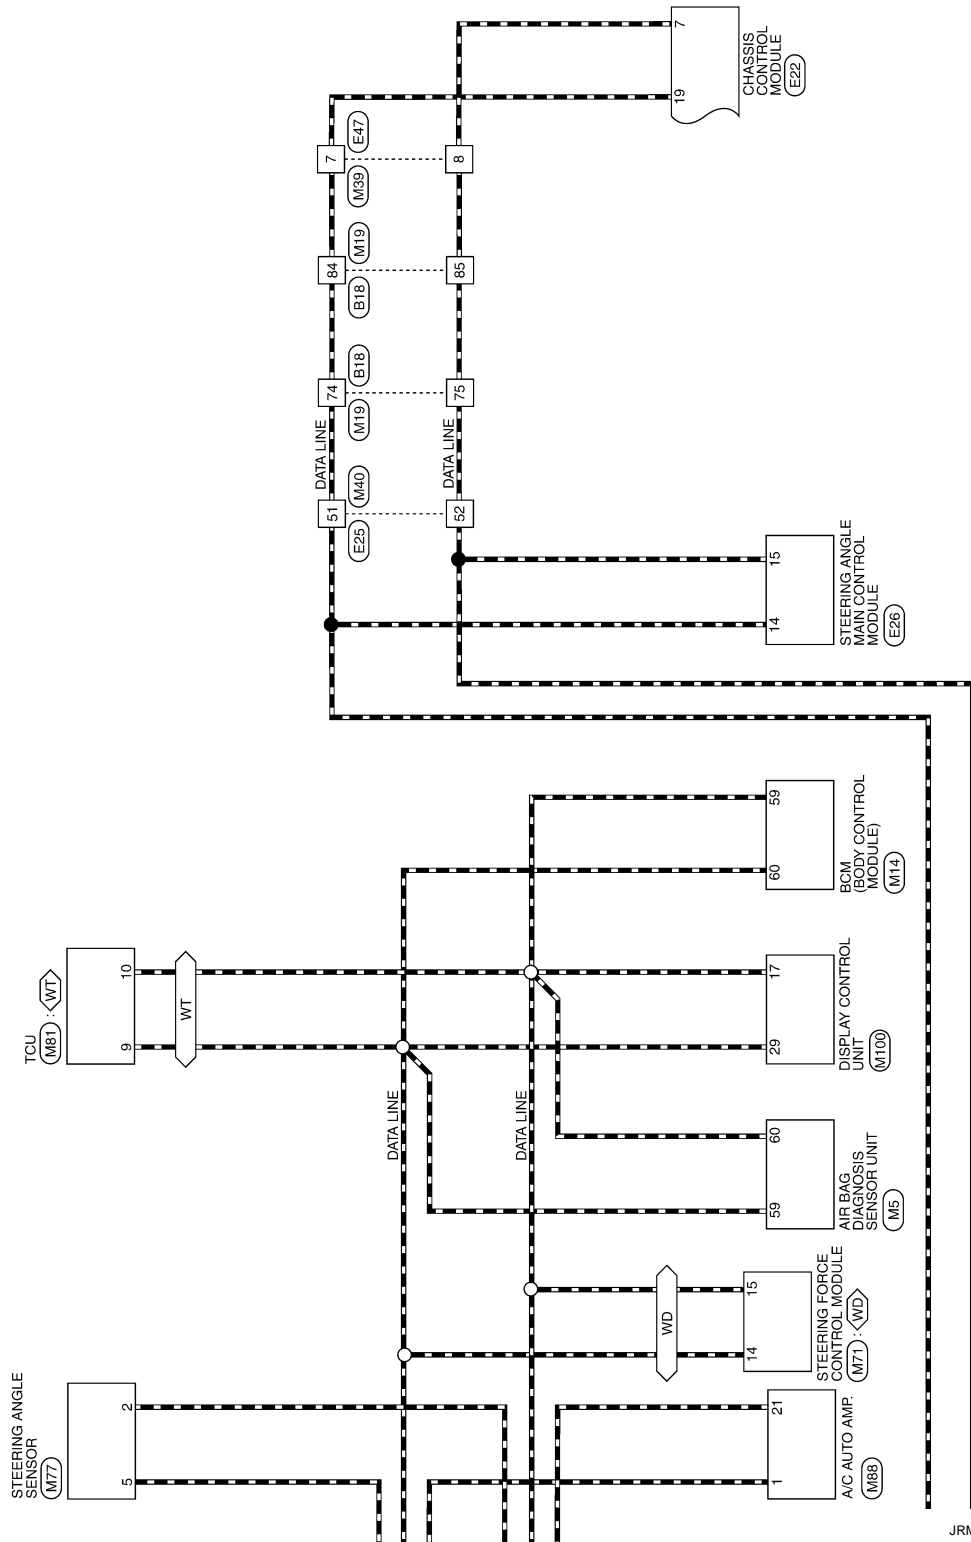 7
19
CHASSIS
CONTROL
MODULE
E22
7
E47
M39
8
84
M19
B18
85
74
B18
M19
75
DATA LINE
DATA LINE
51
M40
E25
52
15
14
STEERING ANGLE
MAIN CONTROL
MODULE
E26
59
60
BCM
(BODY CONTROL
MODULE)
M14
TCU
M81 : WT
10
9
WT
17
29
DISPLAY CONTROL
UNIT
M100
DATA LINE
DATA LINE
60
59
AIR BAG
DIAGNOSIS
SENSOR UNIT
M5
WD
15
14
STEERING FORCE
CONTROL MODULE
M71 : WD
STEERING ANGLE
SENSOR
M77
2
5
21
1
A/C AUTO AMP.
M88
JRM